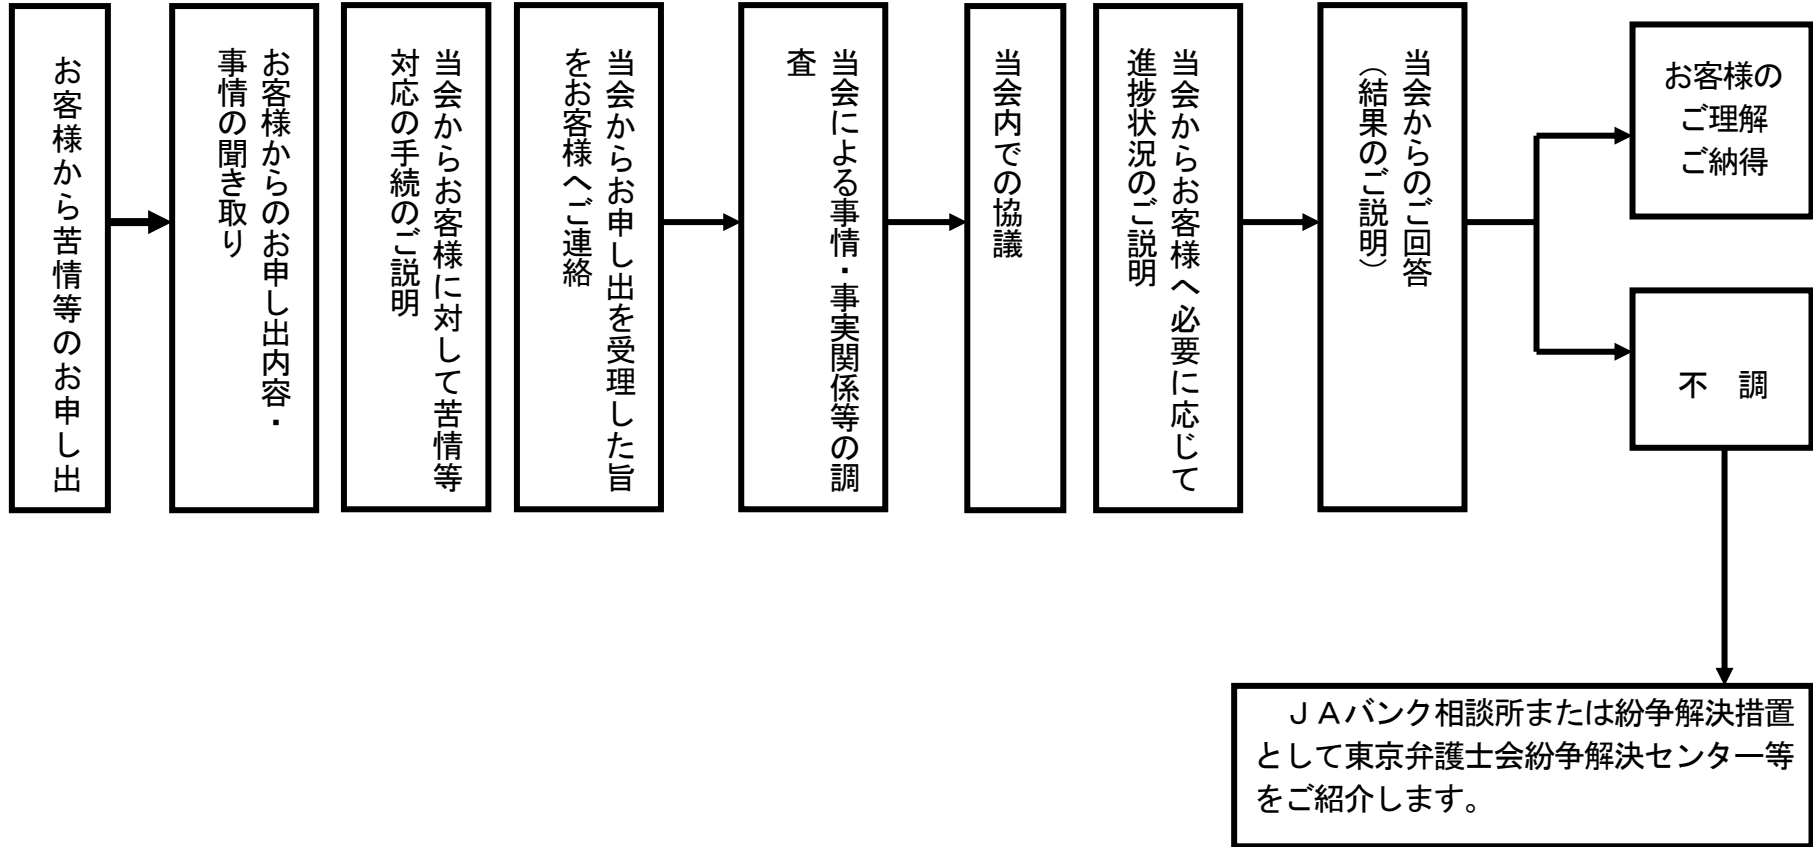 お客様から苦情等のお申し出
お客様からのお申し出内容・
事情の聞き取り
当会からお客様に対して苦情等
対応の手続のご説明
当会からお申し出を受理した旨
をお客様へご連絡
当会による事情・事実関係等の調
査
当会内での協議
当会からお客様へ必要に応じて
進捗状況のご説明
当会からのご回答
（結果のご説明）
お客様の
ご理解
ご納得
不　調
ＪＡバンク相談所または紛争解決措置
として東京弁護士会紛争解決センター等
をご紹介します。